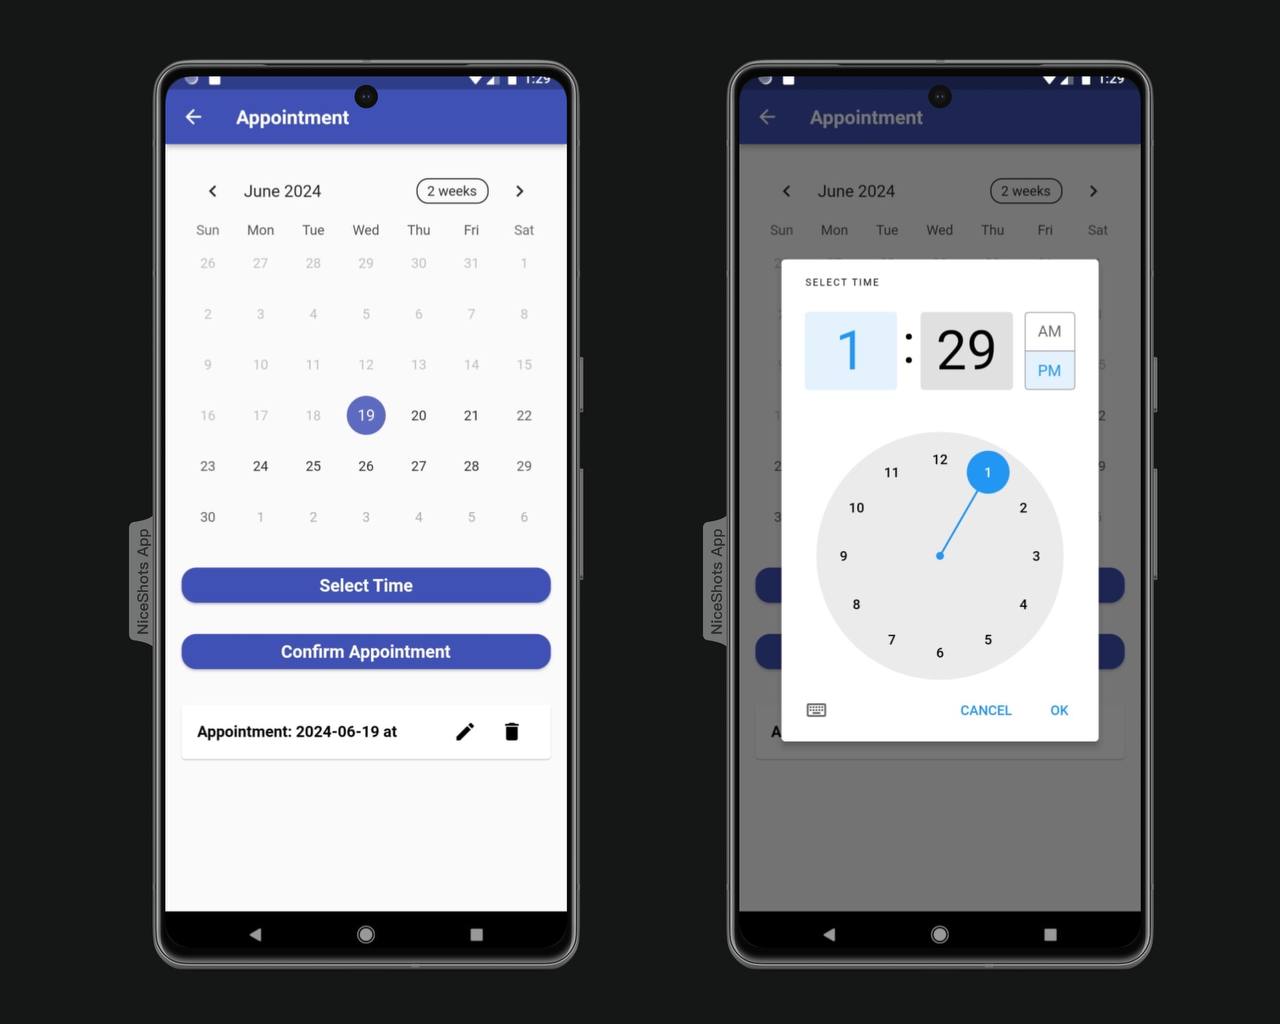 1:29
Appointment
June 2024 2 weeks
Sun Mon Tue Wed Thu Fri Sat
26 27 28 29 30 31 1
2 3 4 5 6 7 8
9 10 11 12 13 14 15
16 17 18 19 20 21 22
23 24 25 26 27 28 29
30 1 2 3 4 5 6
Select Time
Confirm Appointment
Appointment: 2024-06-19 at
NiceShots App
1:29
Appointment
June 2024 2 weeks
Sun Mon Tue Wed Thu Fri Sat
SELECT TIME
1 : 29 AM
PM
12
11 1
10 2
9 3
8 4
7 5
6
CANCEL OK
NiceShots App